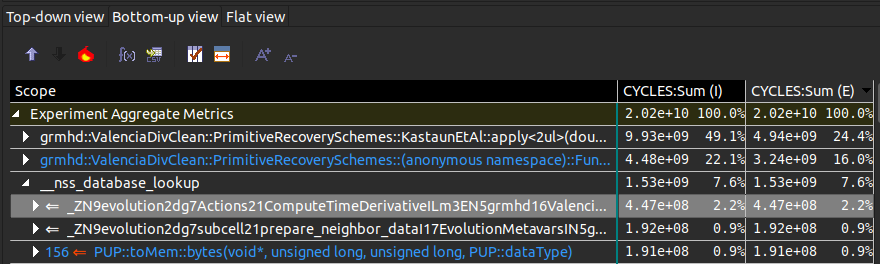 Top-down view Bottom-up view Flat view
f(x) CSV A+ A-
Scope CYCLES:Sum (I) CYCLES:Sum (E)
Experiment Aggregate Metrics 2.02e+10 100.0% 2.02e+10 100.0%
grmhd::ValenciaDivClean::PrimitiveRecoverySchemes::KastaunEtAl::apply<2ul>(dou... 9.93e+09 49.1% 4.94e+09 24.4%
grmhd::ValenciaDivClean::PrimitiveRecoverySchemes::(anonymous namespace)::Fun... 4.48e+09 22.1% 3.24e+09 16.0%
__nss_database_lookup 1.53e+09 7.6% 1.53e+09 7.6%
⇐ _ZN9evolution2dg7Actions21ComputeTimeDerivativeILm3EN5grmhd16Valenci... 4.47e+08 2.2% 4.47e+08 2.2%
⇐ _ZN9evolution2dg7subcell21prepare_neighbor_dataI17EvolutionMetavarsIN5g... 1.92e+08 0.9% 1.92e+08 0.9%
156 ⇐ PUP::toMem::bytes(void*, unsigned long, unsigned long, PUP::dataType) 1.91e+08 0.9% 1.91e+08 0.9%